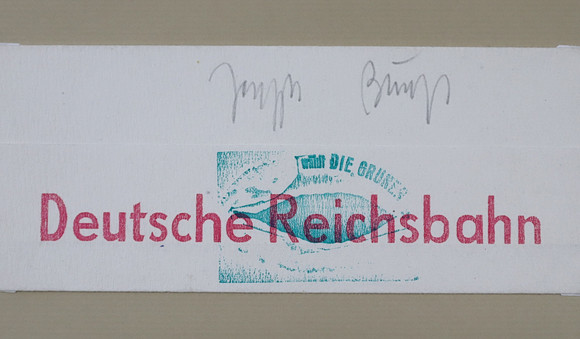 Joseph Beuys
wählt DIE GRÜNEN
Deutsche Reichsbahn